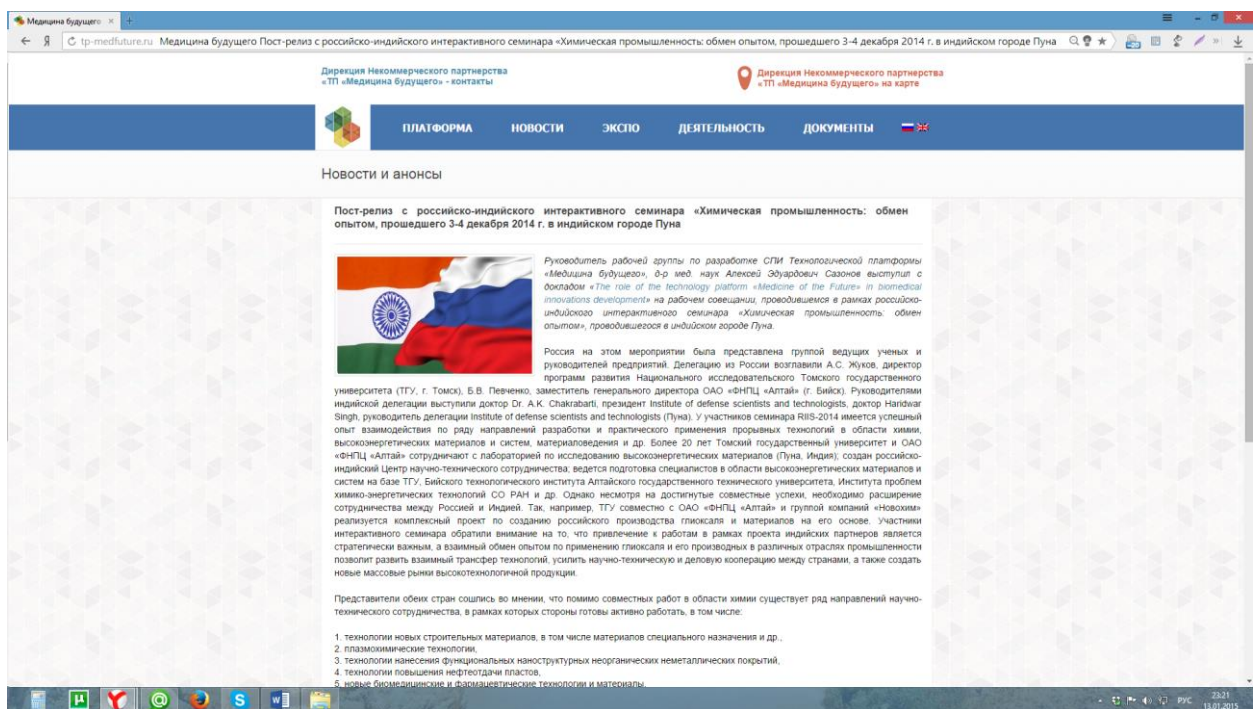 Медицина будущего
tp-medfuture.ru Медицина будущего Пост-релиз с российско-индийского интерактивного семинара «Химическая промышленность: обмен опытом, прошедшего 3-4 декабря 2014 г. в индийском городе Пуна
Дирекция Некоммерческого партнерства
«ТП «Медицина будущего» - контакты
Дирекция Некоммерческого партнерства
«ТП «Медицина будущего» на карте
ПЛАТФОРМА НОВОСТИ ЭКСПО ДЕЯТЕЛЬНОСТЬ ДОКУМЕНТЫ
Новости и анонсы
Пост-релиз с российско-индийского интерактивного семинара «Химическая промышленность: обмен
опытом, прошедшего 3-4 декабря 2014 г. в индийском городе Пуна
Руководитель рабочей группы по разработке СПИ Технологической платформы
«Медицина будущего», д-р мед. наук Алексей Эдуардович Сазонов выступил с
докладом «The role of the technology platform «Medicine of the Future» in biomedical
innovations development» на рабочем совещании, проводившемся в рамках российско-
индийского интерактивного семинара «Химическая промышленность: обмен
опытом», проводившегося в индийском городе Пуна.
Россия на этом мероприятии была представлена группой ведущих ученых и
руководителей предприятий. Делегацию из России возглавили А.С. Жуков, директор
программ развития Национального исследовательского Томского государственного
университета (ТГУ, г. Томск), Б.В. Певченко, заместитель генерального директора ОАО «ФНПЦ «Алтай» (г. Бийск). Руководителями
индийской делегации выступили доктор Dr. A.K. Chakrabarti, президент Institute of defense scientists and technologists, доктор Haridwar
Singh, руководитель делегации Institute of defense scientists and technologists (Пуна). У участников семинара RIIS-2014 имеется успешный
опыт взаимодействия по ряду направлений разработки и практического применения прорывных технологий в области химии,
высокоэнергетических материалов и систем, материаловедения и др. Более 20 лет Томский государственный университет и ОАО
«ФНПЦ «Алтай» сотрудничают с лабораторией по исследованию высокоэнергетических материалов (Пуна, Индия); создан российско-
индийский Центр научно-технического сотрудничества; ведется подготовка специалистов в области высокоэнергетических материалов и
систем на базе ТГУ, Бийского технологического института Алтайского государственного технического университета, Института проблем
химико-энергетических технологий СО РАН и др. Однако несмотря на достигнутые совместные успехи, необходимо расширение
сотрудничества между Россией и Индией. Так, например, ТГУ совместно с ОАО «ФНПЦ «Алтай» и группой компаний «Новохим»
реализуется комплексный проект по созданию российского производства глиоксаля и материалов на его основе. Участники
интерактивного семинара обратили внимание на то, что привлечение к работам в рамках проекта индийских партнеров является
стратегически важным, а взаимный обмен опытом по применению глиоксаля и его производных в различных отраслях промышленности
позволит развить взаимный трансфер технологий, усилить научно-техническую и деловую кооперацию между странами, а также создать
новые массовые рынки высокотехнологичной продукции.
Представители обеих стран сошлись во мнении, что помимо совместных работ в области химии существует ряд направлений научно-
технического сотрудничества, в рамках которых стороны готовы активно работать, в том числе:
1. технологии новых строительных материалов, в том числе материалов специального назначения и др.,
2. плазмохимические технологии,
3. технологии нанесения функциональных наноструктурных неорганических неметаллических покрытий,
4. технологии повышения нефтеотдачи пластов,
5. новые биомедицинские и фармацевтические технологии и материалы.
РУС
23:21
13.01.2015